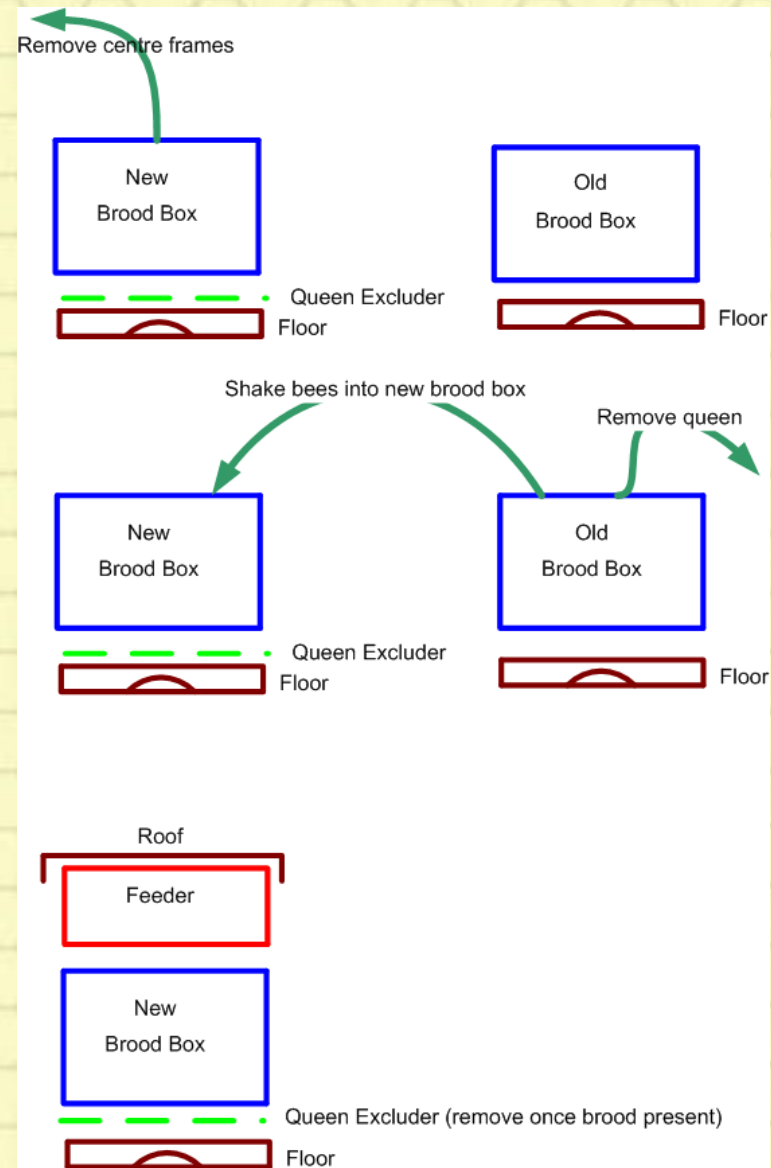 Remove centre frames
New
Brood Box
Old
Brood Box
Queen Excluder
Floor
Floor
Shake bees into new brood box
Remove queen
New
Brood Box
Old
Brood Box
Queen Excluder
Floor
Floor
Roof
Feeder
New
Brood Box
Queen Excluder (remove once brood present)
Floor